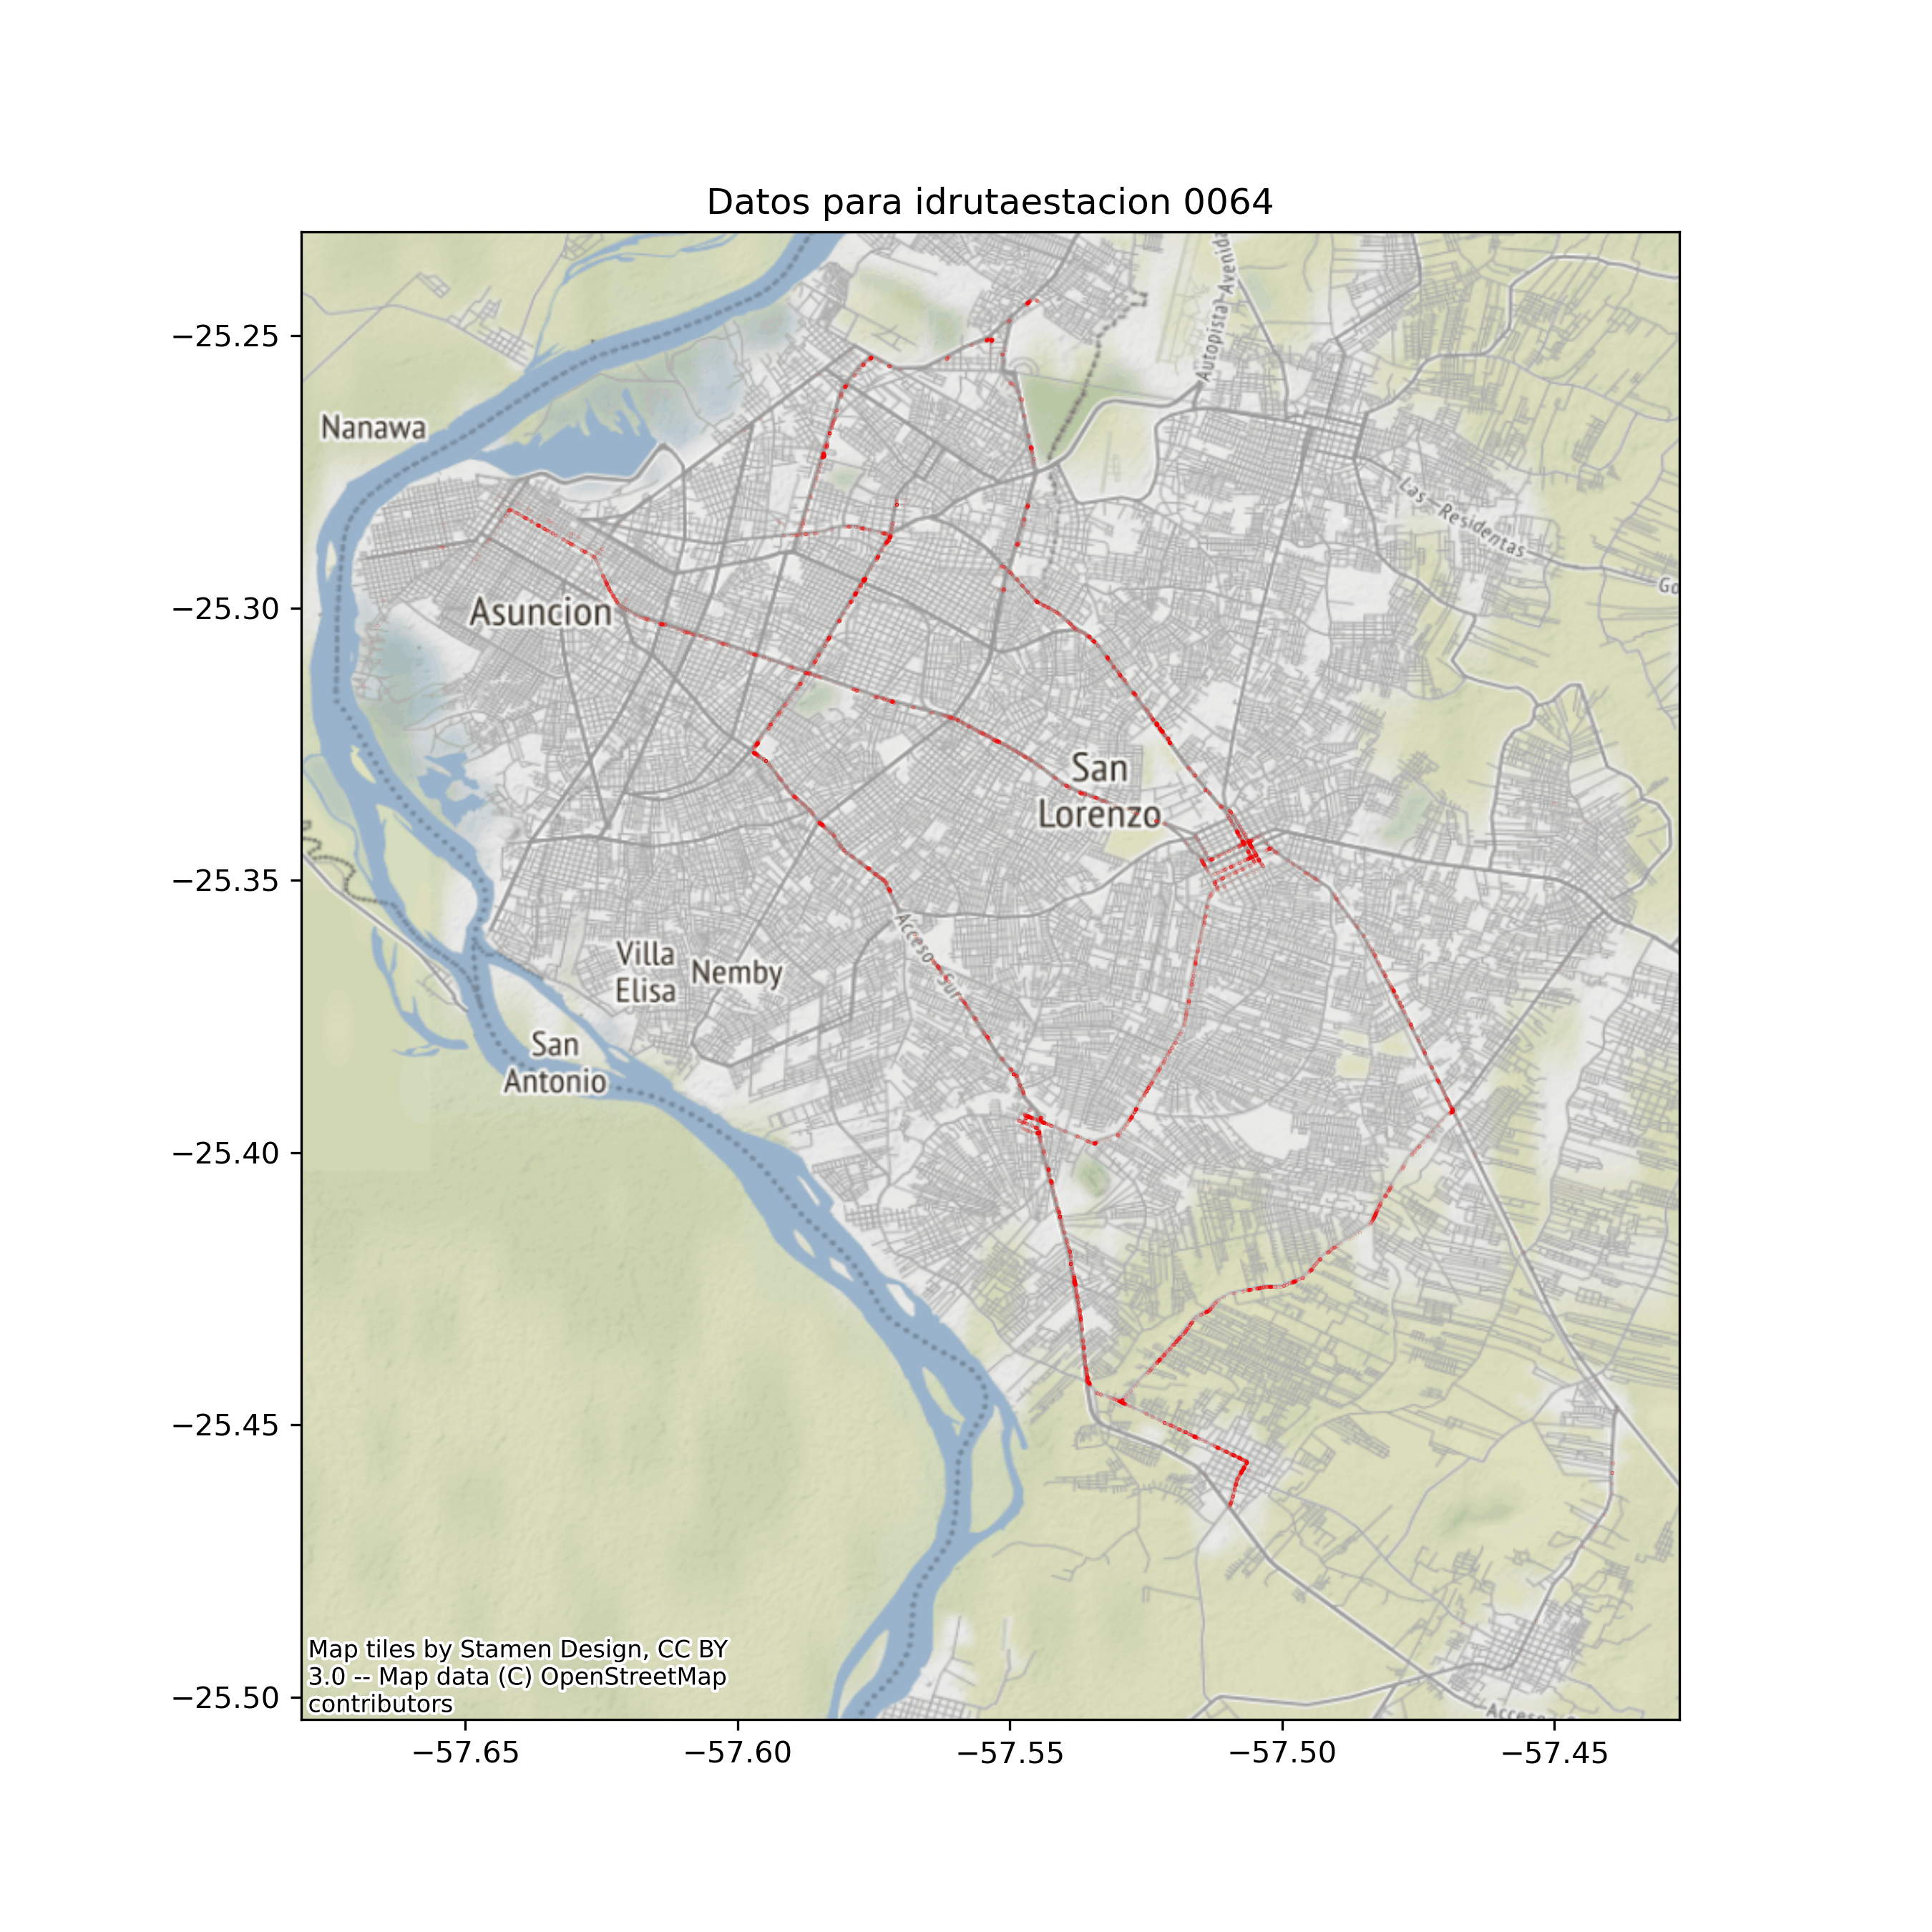 Datos para idrutaestacion 0064
−25.25
−25.30
−25.35
−25.40
−25.45
−25.50
−57.65
−57.60
−57.55
−57.50
−57.45
Autopista Avenida
Nanawa
Las Residentas
Go
Asuncion
San
Lorenzo
Acceso Sur
Villa
Elisa
Nemby
San
Antonio
Map tiles by Stamen Design, CC BY
3.0 -- Map data (C) OpenStreetMap
contributors
Acceso